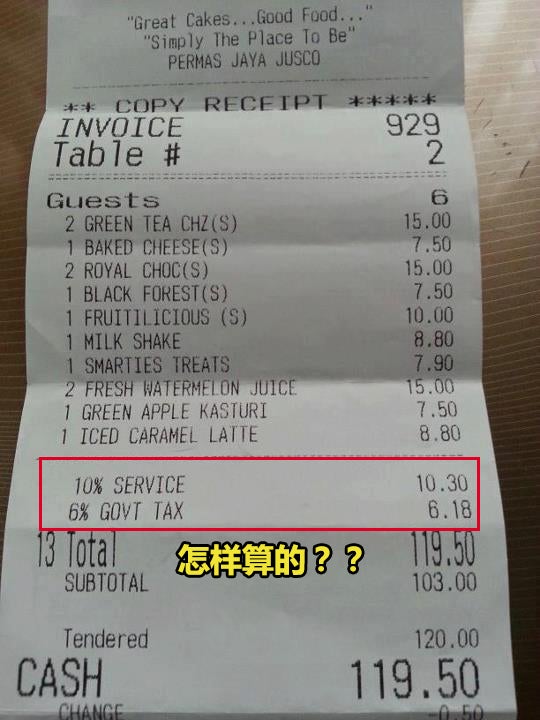 "Great Cakes...Good Food..."
"Simply The Place To Be"
PERMAS JAYA JUSCO
** COPY RECEIPT *****
INVOICE 929
Table # 2
Guests 6
2 GREEN TEA CHZ(S) 15.00
1 BAKED CHEESE(S) 7.50
2 ROYAL CHOC(S) 15.00
1 BLACK FOREST(S) 7.50
1 FRUITILICIOUS (S) 10.00
1 MILK SHAKE 8.80
1 SMARTIES TREATS 7.90
2 FRESH WATERMELON JUICE 15.00
1 GREEN APPLE KASTURI 7.50
1 ICED CARAMEL LATTE 8.80
10% SERVICE 10.30
6% GOVT TAX 6.18
13 Total 119.50
怎样算的？？
SUBTOTAL 103.00
Tendered 120.00
CASH 119.50
CHANGE -0.50